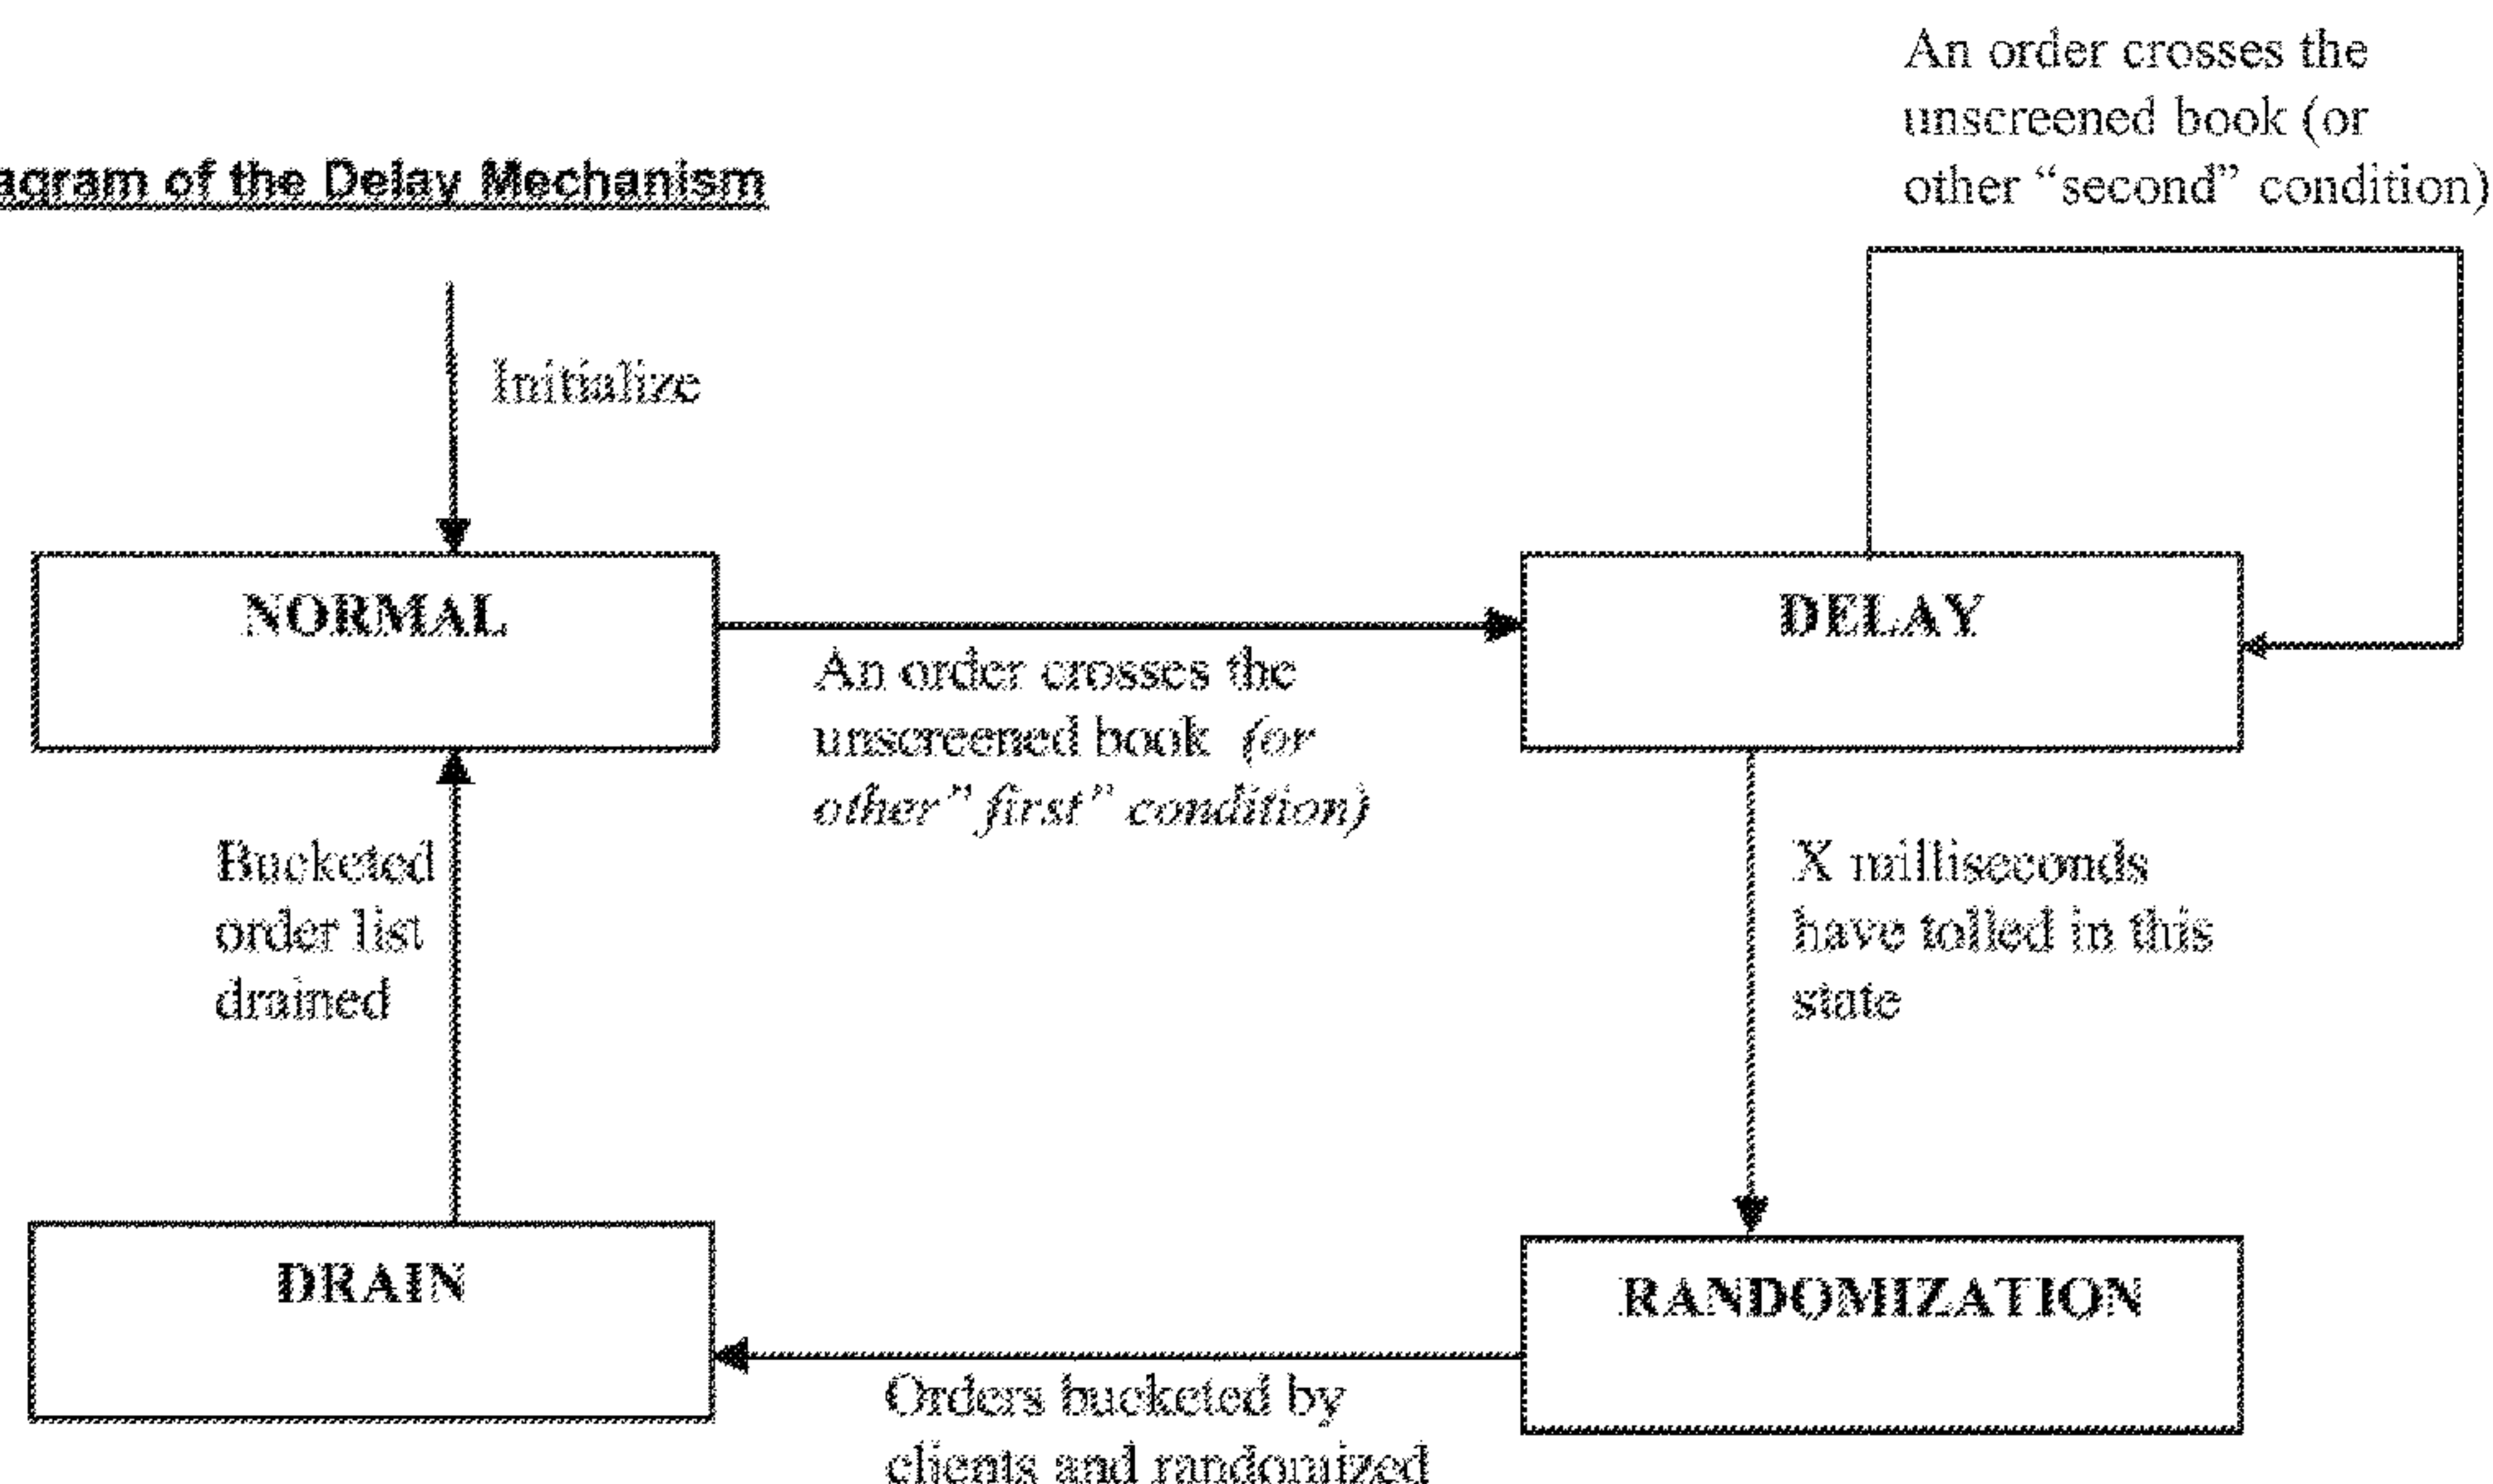 An order crosses the
unscreened book (or
other “second” condition)
agram of the Delay Mechanism
Initialize
NORMAL
DELAY
An order crosses the
unscreened book (or
other” first” condition)
Bucketed
order list
drained
X milliseconds
have tolled in this
state
DRAIN
RANDOMIZATION
Orders bucketed by
clients and randomized